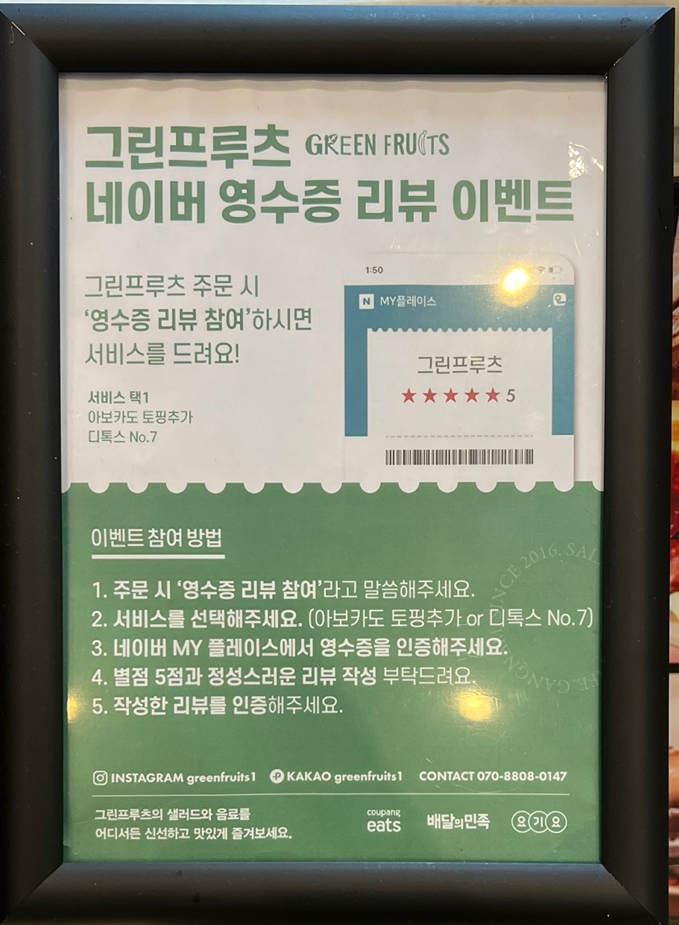 그린프루츠 GREEN FRUITS
네이버 영수증 리뷰 이벤트
그린프루츠 주문 시
‘영수증 리뷰 참여’하시면
서비스를 드려요!
서비스 택1
아보카도 토핑추가
디톡스 No.7
1:50
N MY플레이스
그린프루츠
★★★★★ 5
이벤트 참여 방법
1. 주문 시 ‘영수증 리뷰 참여’라고 말씀해주세요.
2. 서비스를 선택해주세요. (아보카도 토핑추가 or 디톡스 No.7)
3. 네이버 MY 플레이스에서 영수증을 인증해주세요.
4. 별점 5점과 정성스러운 리뷰 작성 부탁드려요.
5. 작성한 리뷰를 인증해주세요.
SINCE 2016. SAL
FE GANGN
INSTAGRAM greenfruits1 KAKAO greenfruits1 CONTACT 070-8808-0147
그린프루츠의 샐러드와 음료를
어디서든 신선하고 맛있게 즐겨보세요.
coupang
eats
배달의민족
요기요